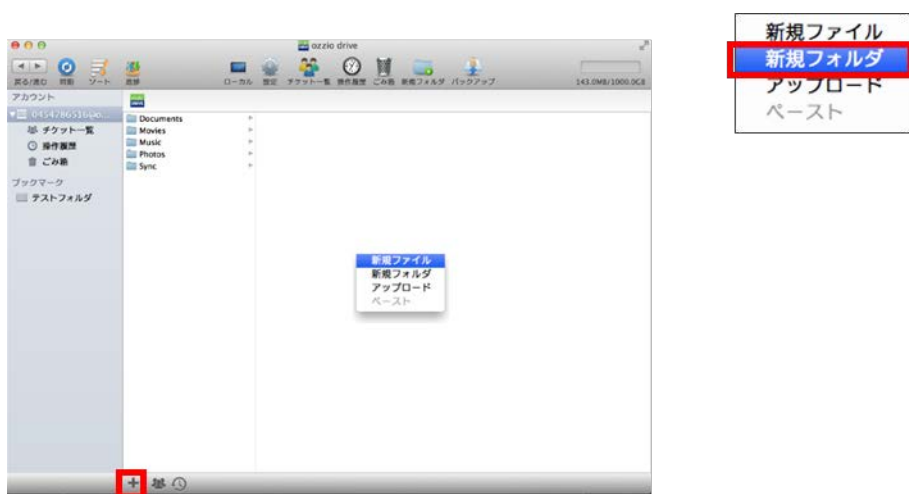 ozzio drive
戻る/進む 同期 ソート 進捗 ローカル 設定 チケット一覧 操作履歴 ごみ箱 新規フォルダ バックアップ 143.0MB/1000.0GB
アカウント
チケット一覧
操作履歴
ごみ箱
ブックマーク
テストフォルダ
Documents
Movies
Music
Photos
Sync
新規ファイル
新規フォルダ
アップロード
ペースト
新規ファイル
新規フォルダ
アップロード
ペースト